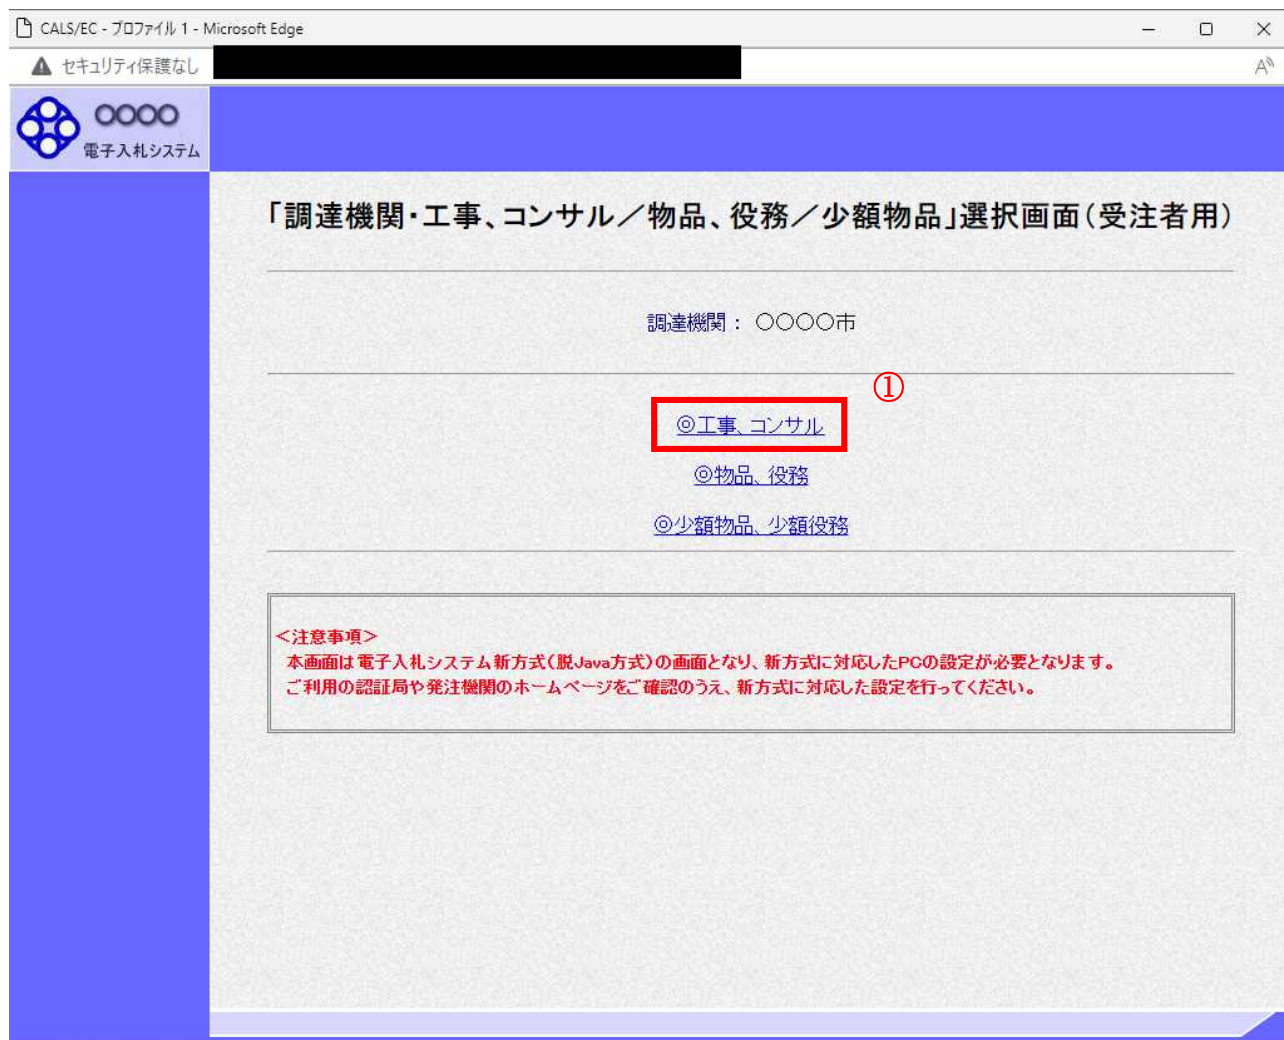 CALS/EC - プロファイル 1 - Microsoft Edge
セキュリティ保護なし
○○○○
電子入札システム
「調達機関・工事、コンサル／物品、役務／少額物品」選択画面（受注者用）
調達機関： ○○○○市
①
◎工事、コンサル
◎物品、役務
◎少額物品、少額役務
＜注意事項＞
本画面は電子入札システム新方式(脱Java方式)の画面となり、新方式に対応したPCの設定が必要となります。
ご利用の認証局や発注機関のホームページをご確認のうえ、新方式に対応した設定を行ってください。